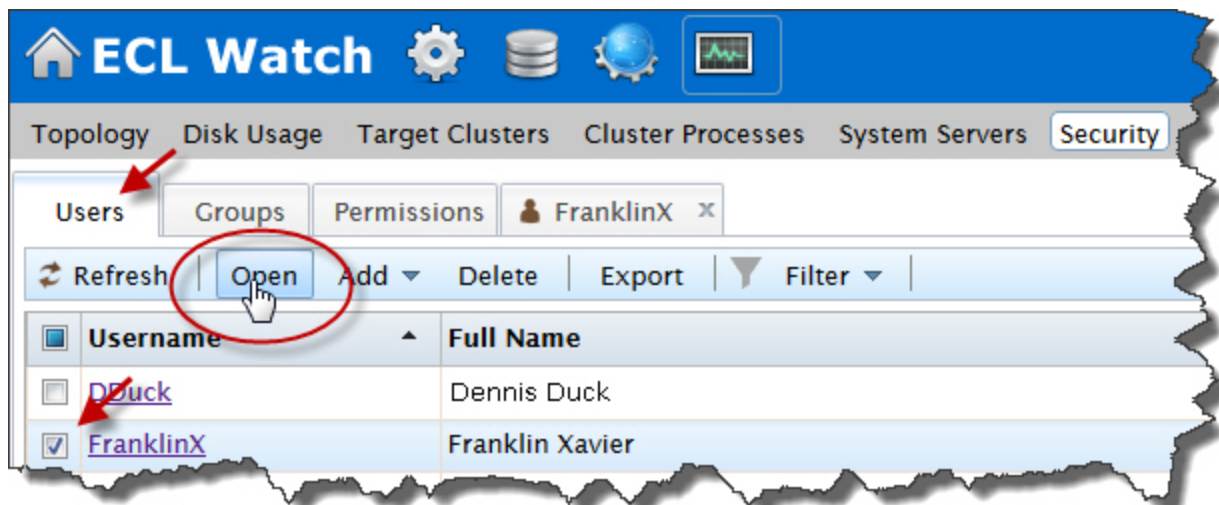 ECL Watch
Topology Disk Usage Target Clusters Cluster Processes System Servers Security
Users Groups Permissions FranklinX x
Refresh Open Add Delete Export Filter
Username Full Name
DDuck Dennis Duck
FranklinX Franklin Xavier